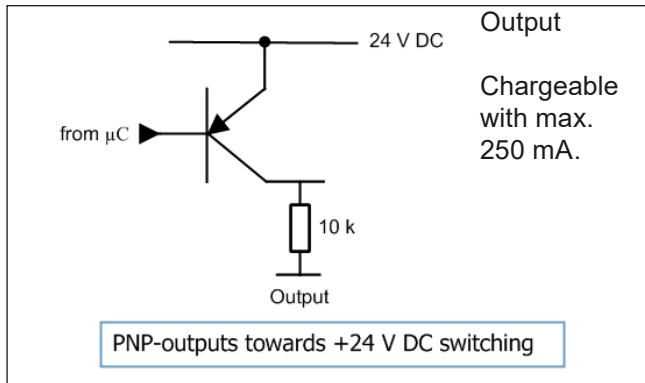 24 V DC
from µC
10 k
Output
PNP-outputs towards +24 V DC switching
Output
Chargeable
with max.
250 mA.